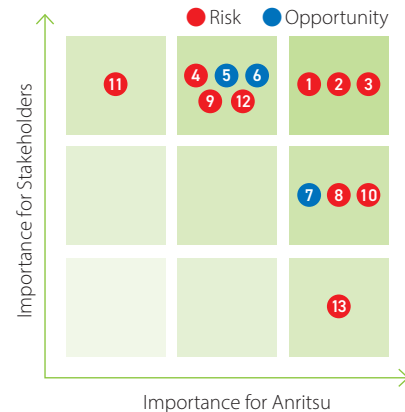 Risk Opportunity
Importance for Stakeholders
11
4 5 6
9 12
1 2 3
7 8 10
13
Importance for Anritsu